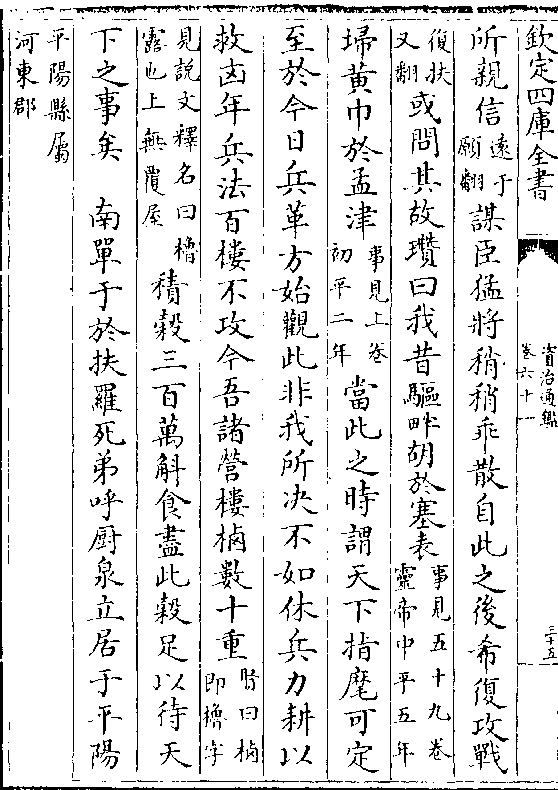 欽定四庫全書
資治通鑑
卷六十一
三十五
所親信遠于願翻謀臣猛將稍稍乖散自此之後希復攻戰
復扶又翻或問其故瓚曰我昔驅畔胡於塞表事見五十九卷靈帝中平五年
埽黃巾於孟津事見上卷初平二年當此之時謂天下指麾可定
至於今日兵革方始觀此非我所決不如休兵力耕以
救凶年兵法百樓不攻今吾諸營樓楯數十重賢曰楯即櫓字
見說文釋名曰櫓露也上無覆屋積穀三百萬斛食盡此穀足以待天
下之事矣　南單于於扶羅死弟呼廚泉立居于平陽
平陽縣屬河東郡